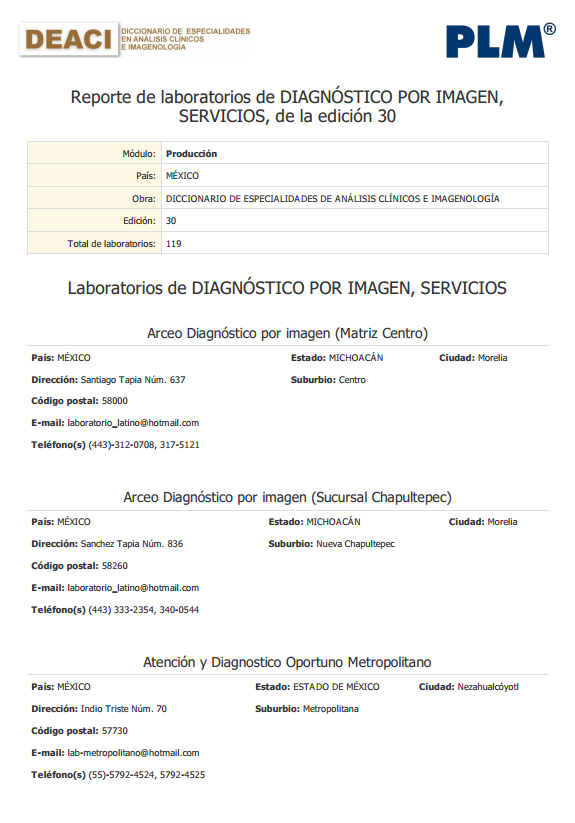 DEACI
DICCIONARIO DE ESPECIALIDADES
EN ANÁLISIS CLÍNICOS
E IMAGENOLOGÍA
PLM®
Reporte de laboratorios de DIAGNÓSTICO POR IMAGEN,
SERVICIOS, de la edición 30
Módulo: Producción
País: MÉXICO
Obra: DICCIONARIO DE ESPECIALIDADES DE ANÁLISIS CLÍNICOS E IMAGENOLOGÍA
Edición: 30
Total de laboratorios: 119
Laboratorios de DIAGNÓSTICO POR IMAGEN, SERVICIOS
Arceo Diagnóstico por imagen (Matriz Centro)
País: MÉXICO Estado: MICHOACÁN Ciudad: Morelia
Dirección: Santiago Tapia Núm. 637 Suburbio: Centro
Código postal: 58000
E-mail: laboratorio_latino@hotmail.com
Teléfono(s) (443)-312-0708, 317-5121
Arceo Diagnóstico por imagen (Sucursal Chapultepec)
País: MÉXICO Estado: MICHOACÁN Ciudad: Morelia
Dirección: Sanchez Tapia Núm. 836 Suburbio: Nueva Chapultepec
Código postal: 58260
E-mail: laboratorio_latino@hotmail.com
Teléfono(s) (443) 333-2354, 340-0544
Atención y Diagnostico Oportuno Metropolitano
País: MÉXICO Estado: ESTADO DE MÉXICO Ciudad: Nezahualcóyotl
Dirección: Indio Triste Núm. 70 Suburbio: Metropolitana
Código postal: 57730
E-mail: lab-metropolitano@hotmail.com
Teléfono(s) (55)-5792-4524, 5792-4525